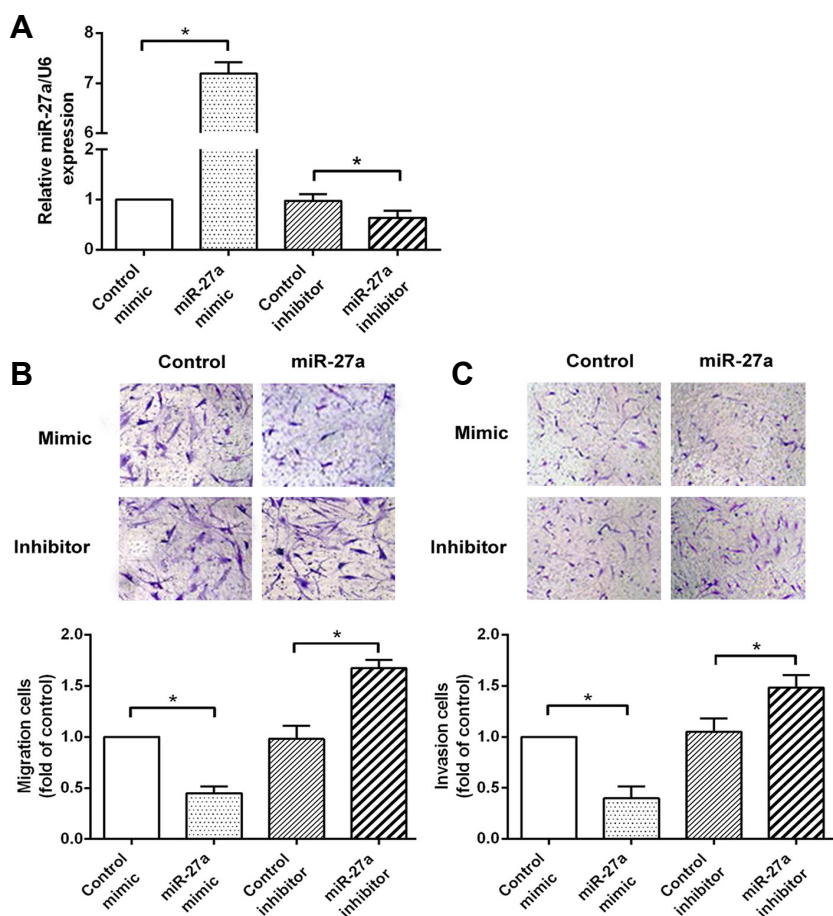 A
Relative miR-27a/U6
expression
8
7
6
2
1
0
*
*
Control
mimic
miR-27a
mimic
Control
inhibitor
miR-27a
inhibitor
B
Control
miR-27a
Mimic
Inhibitor
Migration cells
(fold of control)
2.0
1.5
1.0
0.5
0.0
*
*
Control
mimic
miR-27a
mimic
Control
inhibitor
miR-27a
inhibitor
C
Control
miR-27a
Mimic
Inhibitor
Invasion cells
(fold of control)
2.0
1.5
1.0
0.5
0.0
*
*
Control
mimic
miR-27a
mimic
Control
inhibitor
miR-27a
inhibitor